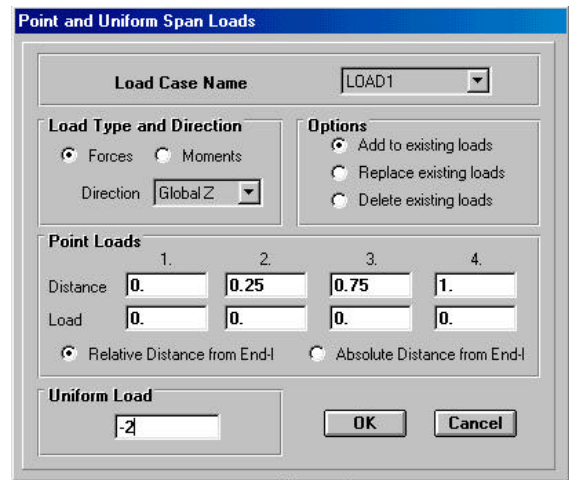 Point and Uniform Span Loads
Load Case Name LOAD1
Load Type and Direction
Forces Moments
Direction Global Z
Options
Add to existing loads
Replace existing loads
Delete existing loads
Point Loads
1. 2. 3. 4.
Distance 0. 0.25 0.75 1.
Load 0. 0. 0. 0.
Relative Distance from End-I Absolute Distance from End-I
Uniform Load
-2
OK Cancel